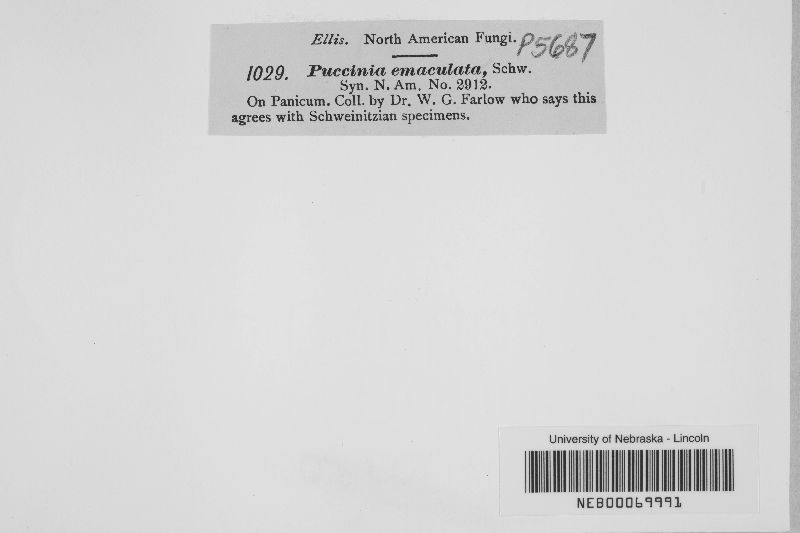 Ellis. North American Fungi. P5687
1029. Puccinia emaculata, Schw.
Syn. N. Am. No. 2912.
On Panicum. Coll. by Dr. W. G. Farlow who says this
agrees with Schweinitzian specimens.
University of Nebraska - Lincoln
NEB00069991